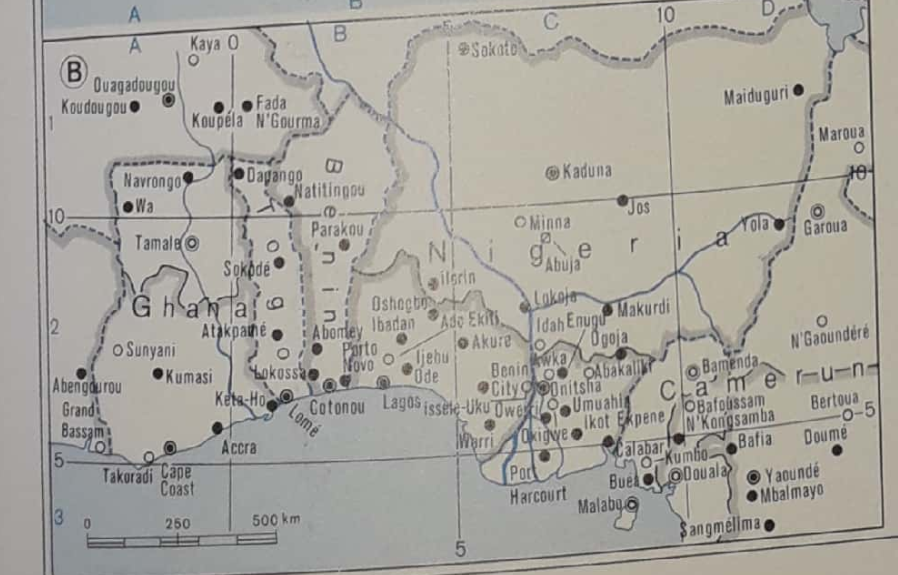 A
B
A
B
C
10
D
B
Kaya
0
Ouagadougou
Koudougou
Koupéla
Fada
N'Gourma
Sokoto
Maiduguri
Maroua
1
Navrongo
Dapango
Natitingou
Kaduna
10
Wa
Jos
10
Tamale
Parakou
Minna
Abuja
Yola
Garoua
Sokodé
Togo
Benin
Nigeria
Ilorin
Ghana
Oshogbo
Lokoja
Makurdi
2
Atakpamé
Abomey
Ibadan
Ado Ekiti
Idah
Enugu
Ogoja
N'Gaoundéré
Sunyani
Porto
Novo
Akure
Awka
Abakaliki
Bamenda
Abengourou
Kumasi
Lokossa
Ijebu
Ode
Benin
City
Onitsha
Cameroun
Grand
Bassam
Keta-Ho
Lomé
Cotonou
Lagos
Issele-Uku
Owerri
Umuahia
Bafoussam
Bertoua
5
Accra
Warri
Okigwe
Ikot Ekpene
N'Kongsamba
Bafia
Doumé
5
Takoradi
Cape
Coast
Port
Harcourt
Calabar
Kumbo
Buea
Douala
Yaoundé
Malabo
Mbalmayo
3
0
250
500 km
5
10
Sangmélima